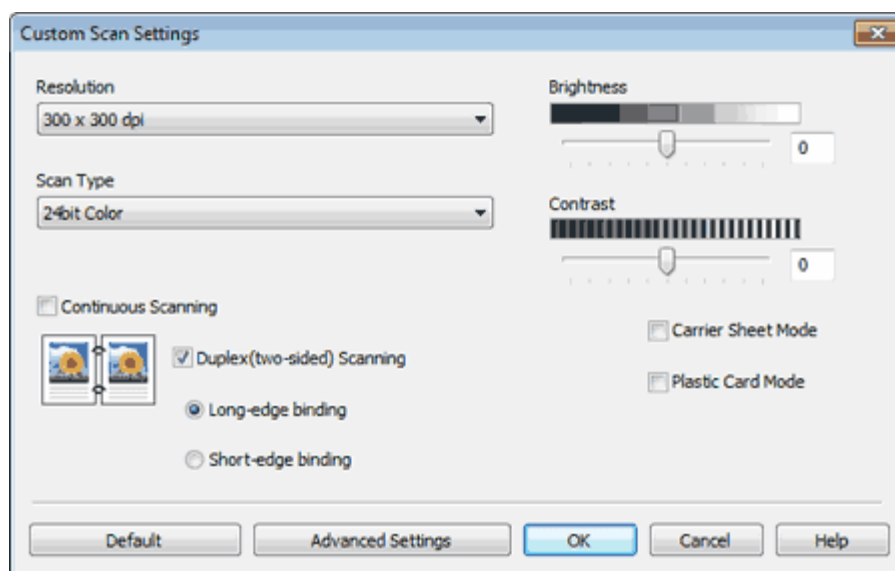 Custom Scan Settings
Resolution
300 x 300 dpi
Scan Type
24bit Color
Brightness
0
Contrast
0
Continuous Scanning
Duplex(two-sided) Scanning
Long-edge binding
Short-edge binding
Carrier Sheet Mode
Plastic Card Mode
Default
Advanced Settings
OK
Cancel
Help